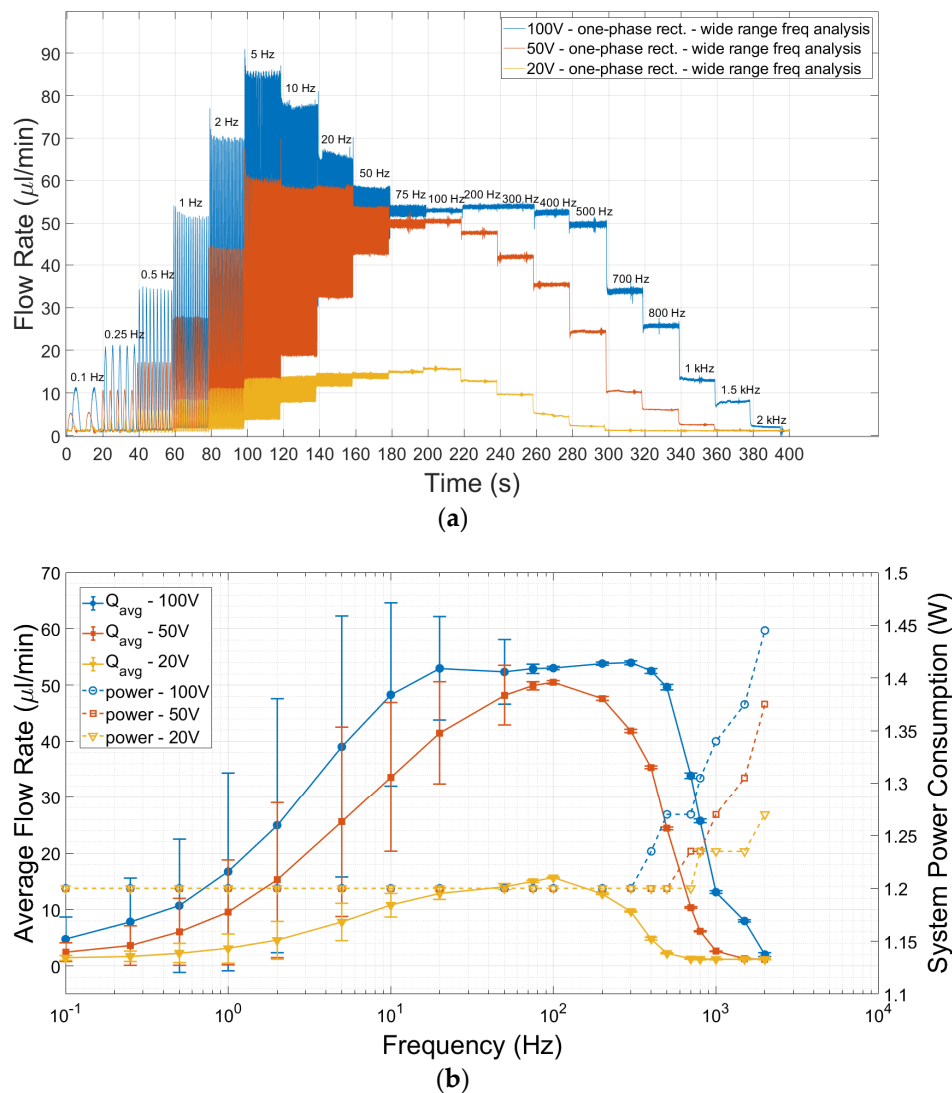 100V - one-phase rect. - wide range freq analysis
50V - one-phase rect. - wide range freq analysis
20V - one-phase rect. - wide range freq analysis
100
90
80
70
60
50
40
30
20
10
0
Flow Rate (μl/min)
0.1 Hz
0.25 Hz
0.5 Hz
1 Hz
2 Hz
5 Hz
10 Hz
20 Hz
50 Hz
75 Hz
100 Hz
200 Hz
300 Hz
400 Hz
500 Hz
700 Hz
800 Hz
1 kHz
1.5 kHz
2 kHz
0 20 40 60 80 100 120 140 160 180 200 220 240 260 280 300 320 340 360 380 400
Time (s)
(a)
Q_avg - 100V
Q_avg - 50V
Q_avg - 20V
power - 100V
power - 50V
power - 20V
70
60
50
40
30
20
10
0
Average Flow Rate (μl/min)
1.5
1.45
1.4
1.35
1.3
1.25
1.2
1.15
1.1
System Power Consumption (W)
10^-1 10^0 10^1 10^2 10^3 10^4
Frequency (Hz)
(b)